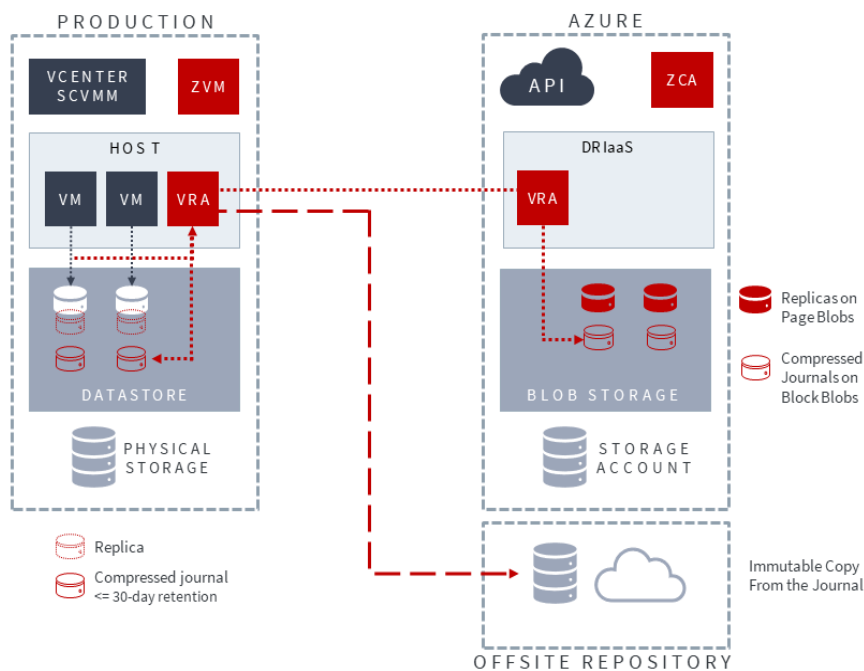 PRODUCTION
VCENTER
SCVMM
ZVM
HOST
VM
VM
VRA
DATASTORE
PHYSICAL
STORAGE
Replica
Compressed journal
<= 30-day retention
AZURE
API
ZCA
DRIaaS
VRA
BLOB STORAGE
STORAGE
ACCOUNT
Replicas on
Page Blobs
Compressed
Journals on
Block Blobs
Immutable Copy
From the Journal
OFFSITE REPOSITORY